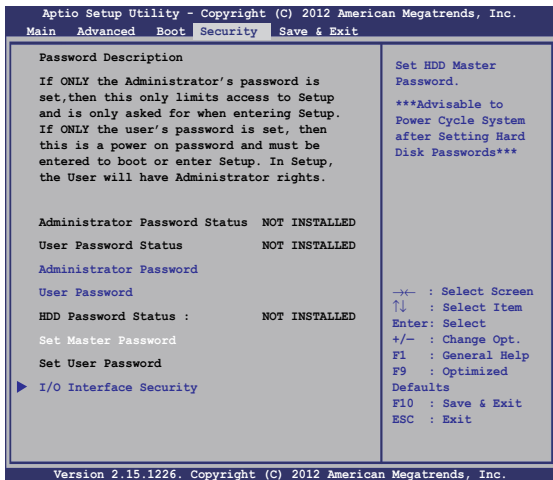 Aptio Setup Utility - Copyright (C) 2012 American Megatrends, Inc.
Main Advanced Boot Security Save & Exit
Password Description
If ONLY the Administrator's password is
set,then this only limits access to Setup
and is only asked for when entering Setup.
If ONLY the user's password is set, then
this is a power on password and must be
entered to boot or enter Setup. In Setup,
the User will have Administrator rights.
Administrator Password Status NOT INSTALLED
User Password Status NOT INSTALLED
Administrator Password
User Password
HDD Password Status : NOT INSTALLED
Set Master Password
Set User Password
I/O Interface Security
Set HDD Master
Password.
***Advisable to
Power Cycle System
after Setting Hard
Disk Passwords***
→← : Select Screen
↑↓ : Select Item
Enter: Select
+/— : Change Opt.
F1 : General Help
F9 : Optimized
Defaults
F10 : Save & Exit
ESC : Exit
Version 2.15.1226. Copyright (C) 2012 American Megatrends, Inc.